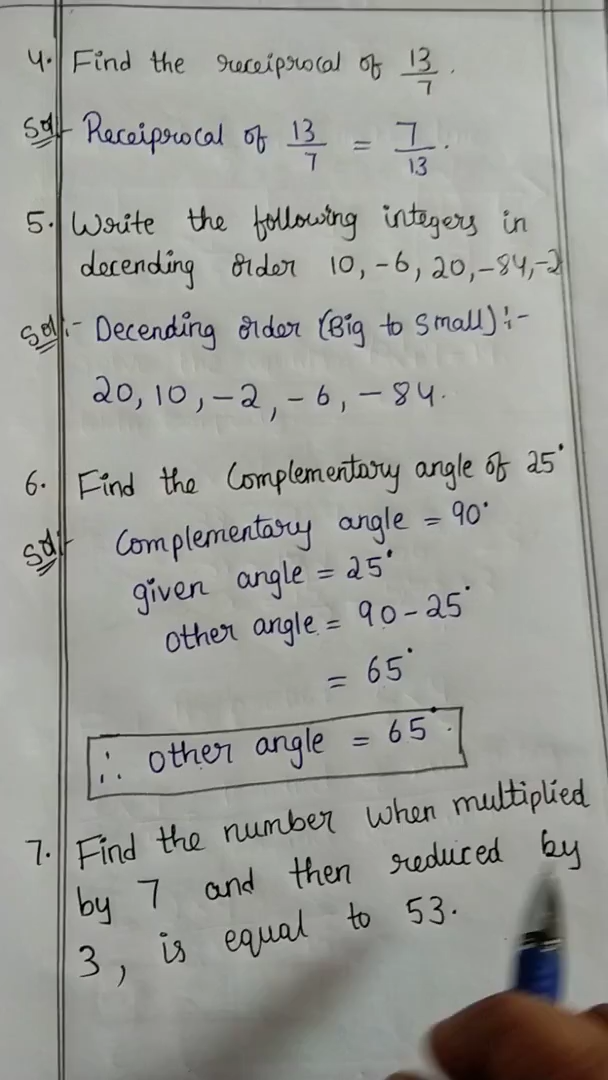 4. Find the receiprocal of 13/7.
Sol:- Receiprocal of 13/7 = 7/13.
5. Write the following integers in
decending order 10, -6, 20, -84, -2
Sol:- Decending order (Big to small):-
20, 10, -2, -6, -84.
6. Find the Complementary angle of 25°
Sol:- Complementary angle = 90°
given angle = 25°
other angle = 90-25°
= 65°
∴ other angle = 65°.
7. Find the number when multiplied
by 7 and then reduced by
3, is equal to 53.